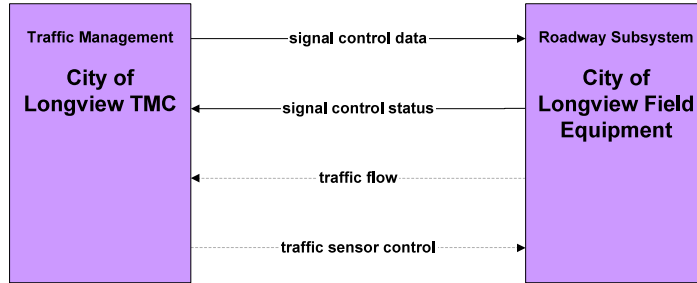 Traffic Management
City of
Longview TMC
signal control data
signal control status
traffic flow
traffic sensor control
Roadway Subsystem
City of
Longview Field
Equipment